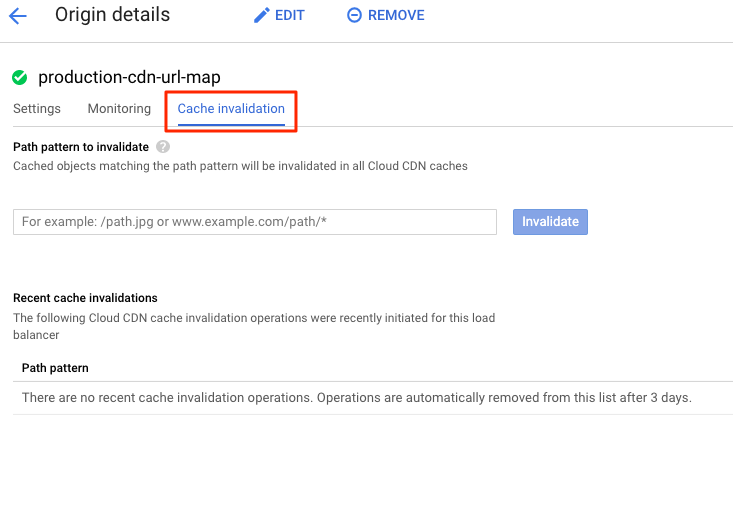 Origin details
EDIT
REMOVE
production-cdn-url-map
Settings
Monitoring
Cache invalidation
Path pattern to invalidate ?
Cached objects matching the path pattern will be invalidated in all Cloud CDN caches
For example: /path.jpg or www.example.com/path/*
Invalidate
Recent cache invalidations
The following Cloud CDN cache invalidation operations were recently initiated for this load
balancer
Path pattern
There are no recent cache invalidation operations. Operations are automatically removed from this list after 3 days.